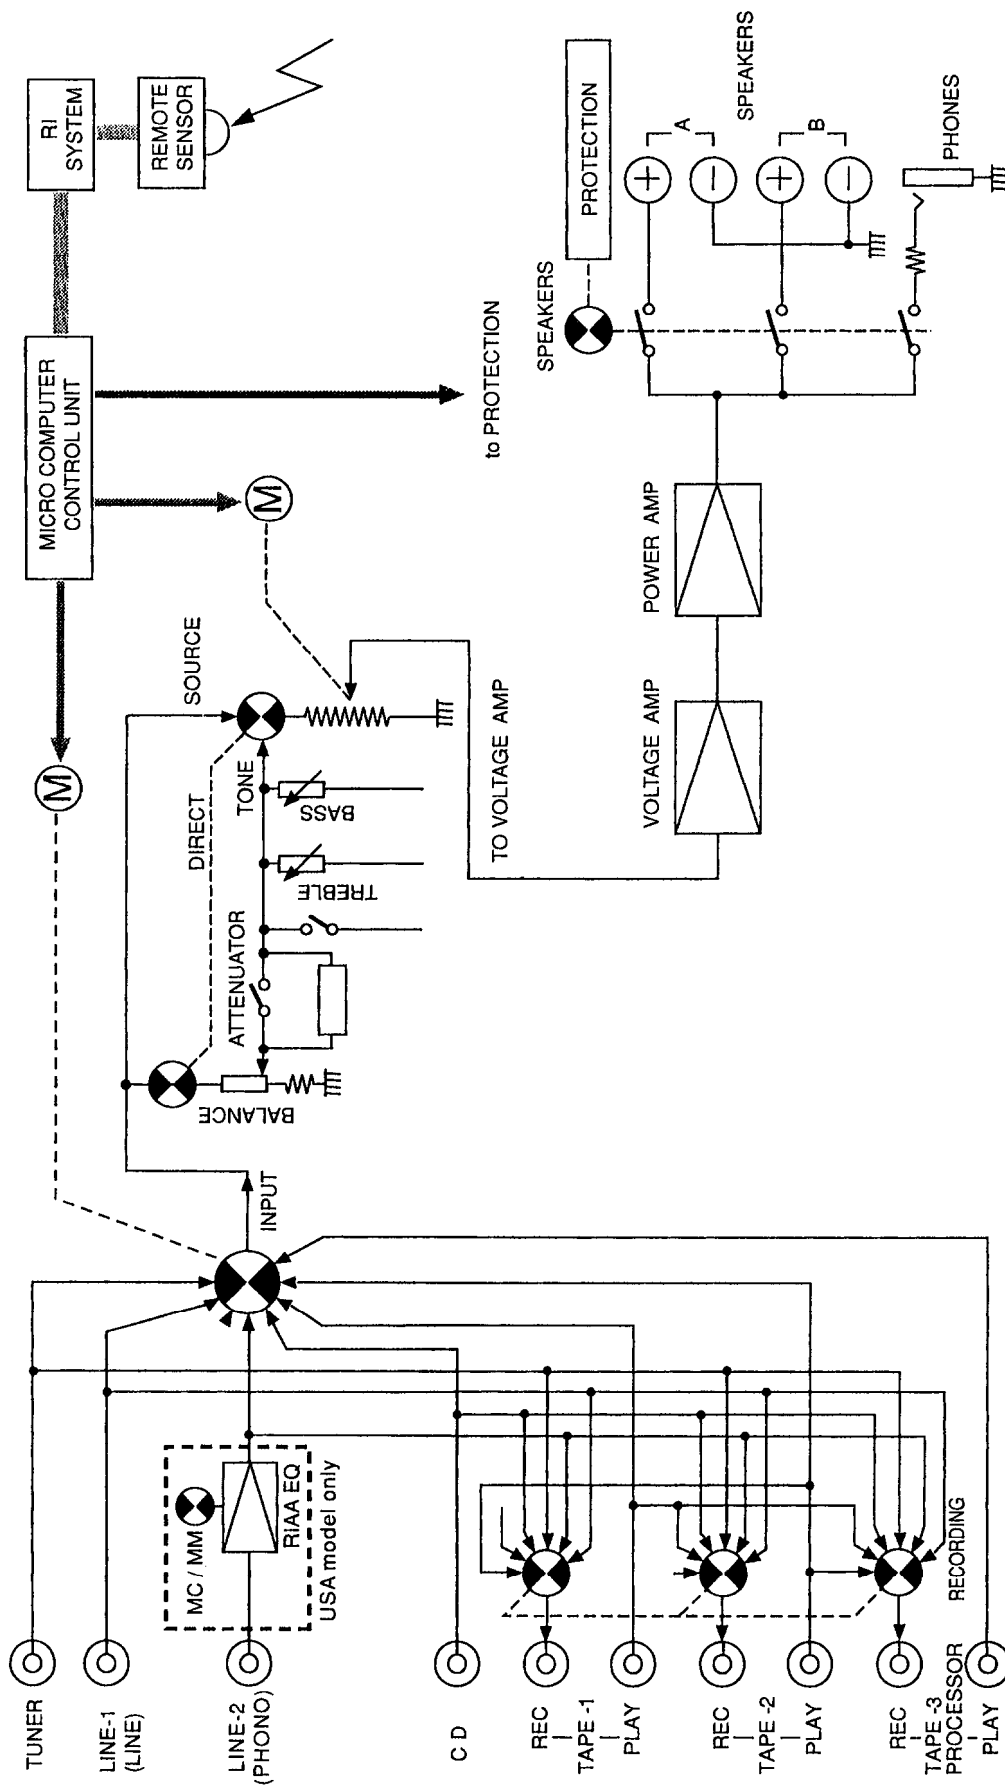 TUNER
LINE-1
(LINE)
LINE-2
(PHONO)
C D
REC
TAPE -1
PLAY
REC
TAPE -2
PLAY
REC
TAPE -3
PROCESSOR
PLAY
MC / MM
RIAA EQ
USA model only
RECORDING
INPUT
BALANCE
ATTENUATOR
TREBLE
BASS
DIRECT
TONE
SOURCE
M
M
MICRO COMPUTER
CONTROL UNIT
RI
SYSTEM
REMOTE
SENSOR
to PROTECTION
TO VOLTAGE AMP
VOLTAGE AMP
POWER AMP
SPEAKERS
PROTECTION
+
−
A
+
−
B
SPEAKERS
PHONES